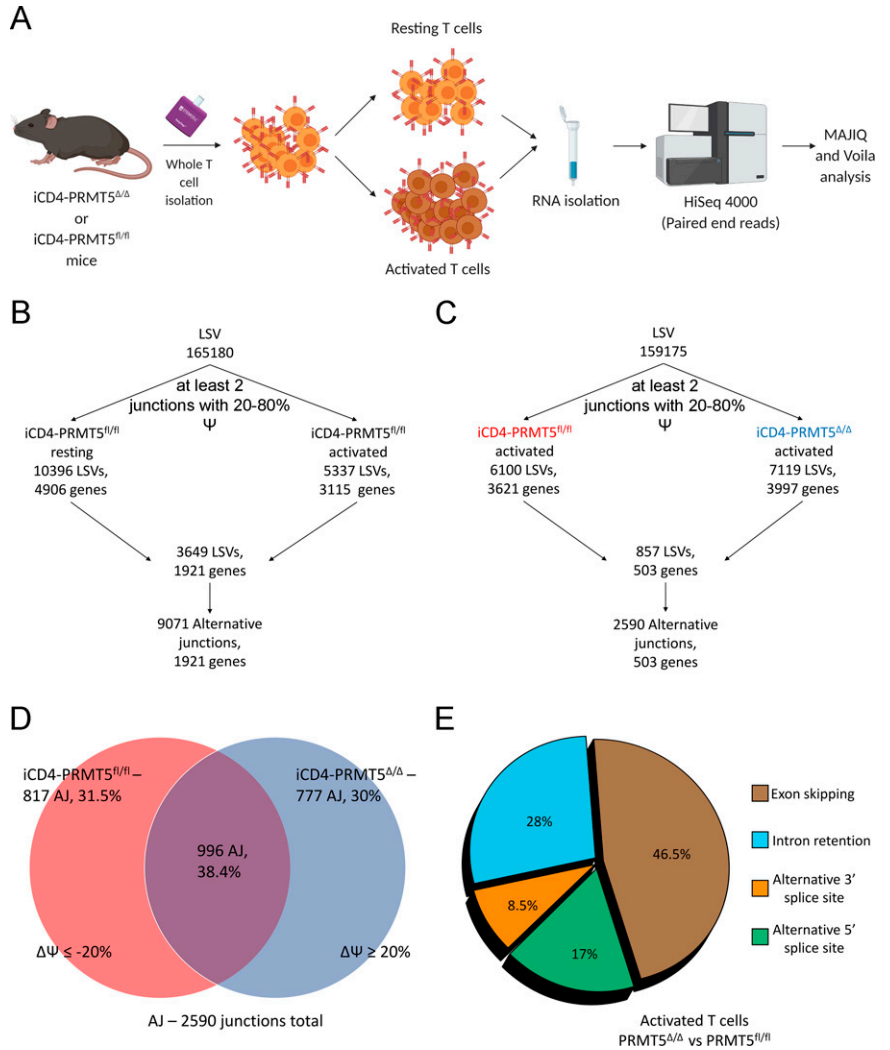 A
Resting T cells
Whole T
cell
isolation
iCD4-PRMT5Δ/Δ
or
iCD4-PRMT5fl/fl
mice
Activated T cells
RNA isolation
HiSeq 4000
(Paired end reads)
MAJIQ
and Voila
analysis
B
LSV
165180
at least 2
junctions with 20-80%
Ψ
iCD4-PRMT5fl/fl
resting
10396 LSVs,
4906 genes
iCD4-PRMT5fl/fl
activated
5337 LSVs,
3115 genes
3649 LSVs,
1921 genes
9071 Alternative
junctions,
1921 genes
C
LSV
159175
at least 2
junctions with 20-80%
Ψ
iCD4-PRMT5fl/fl
activated
6100 LSVs,
3621 genes
iCD4-PRMT5Δ/Δ
activated
7119 LSVs,
3997 genes
857 LSVs,
503 genes
2590 Alternative
junctions,
503 genes
D
iCD4-PRMT5fl/fl –
817 AJ, 31.5%
iCD4-PRMT5Δ/Δ –
777 AJ, 30%
996 AJ,
38.4%
ΔΨ ≤ -20%
ΔΨ ≥ 20%
AJ – 2590 junctions total
E
28%
46.5%
8.5%
17%
Exon skipping
Intron retention
Alternative 3’
splice site
Alternative 5’
splice site
Activated T cells
PRMT5Δ/Δ vs PRMT5fl/fl